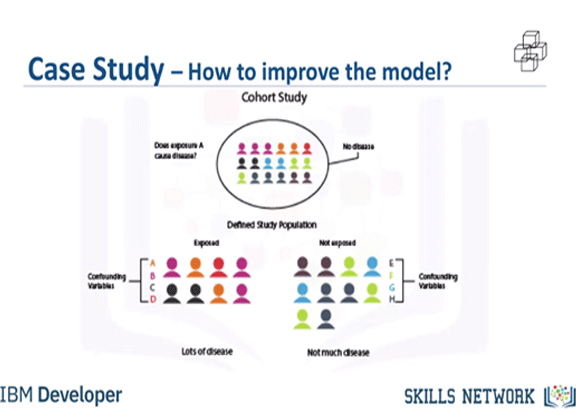 Case Study – How to improve the model?
Cohort Study
Does exposure A
cause disease?
No disease
Defined Study Population
Exposed
Not exposed
Confounding
Variables
A
B
C
D
E
F
G
H
Confounding
Variables
Lots of disease
Not much disease
IBM Developer
SKILLS NETWORK